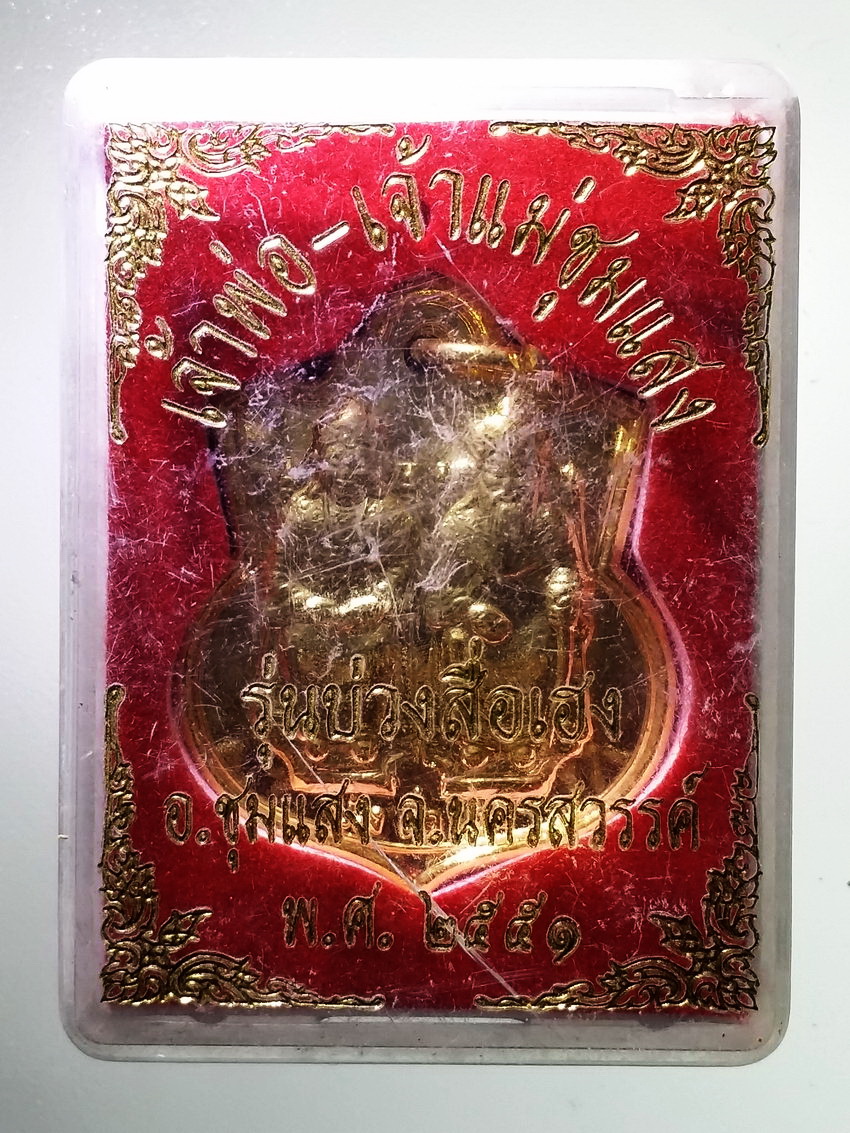 เจ้าพ่อ-เจ้าแม่ชุมแสง
รุ่นบ่วงสื่อเฮง
อ.ชุมแสง จ.นครสวรรค์
พ.ศ. ๒๕๕๑